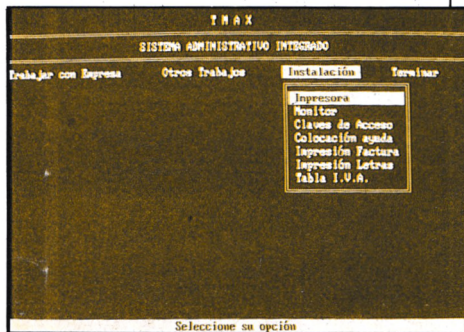 T M A X
SISTEMA ADMINISTRATIVO INTEGRADO
Trabajar con Empresa Otros Trabajos Instalación Terminar
Impresora
Monitor
Claves de Acceso
Colocación ayuda
Impresión Factura
Impresión Letras
Tabla I.V.A.
Seleccione su opción